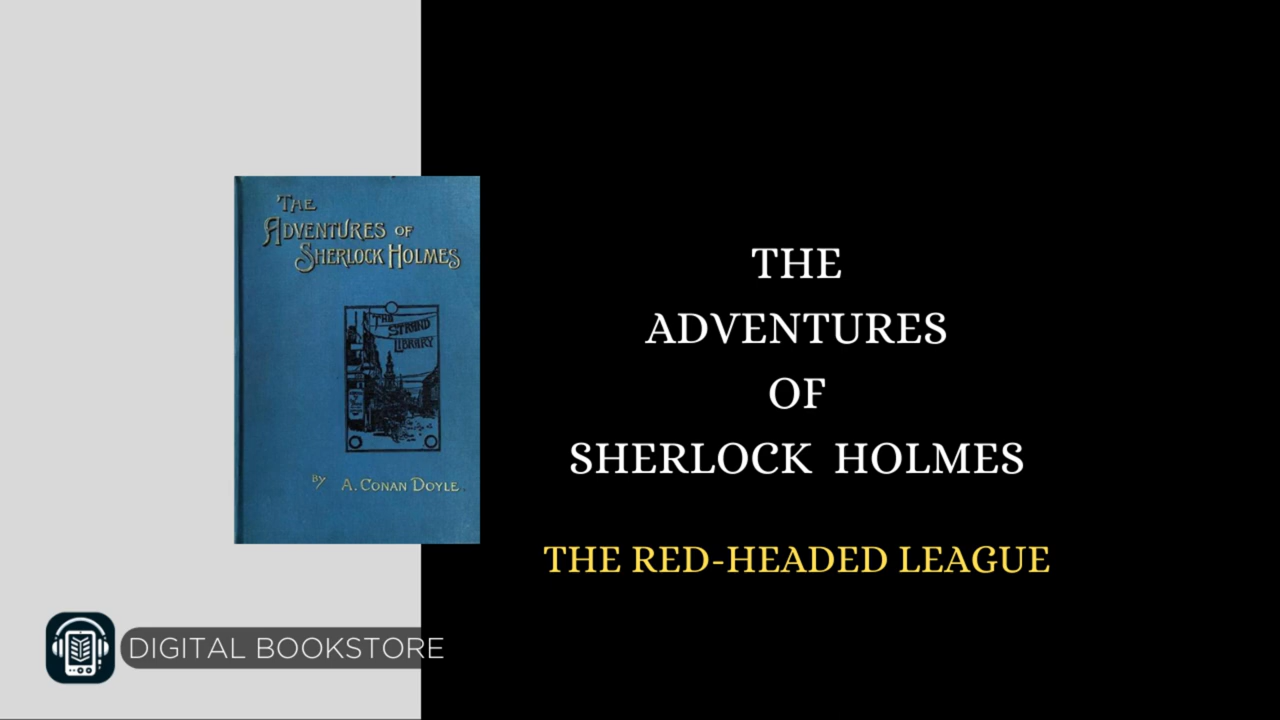 THE
ADVENTURES OF
SHERLOCK HOLMES
THE
STRAND
LIBRARY
BY A. CONAN DOYLE.
THE
ADVENTURES
OF
SHERLOCK HOLMES
THE RED-HEADED LEAGUE
DIGITAL BOOKSTORE